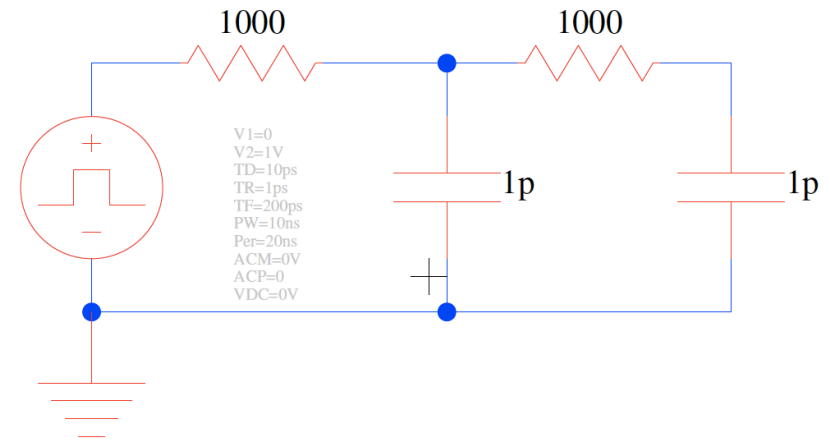 1000
1000
V1=0
V2=1V
TD=10ps
TR=1ps
TF=200ps
PW=10ns
Per=20ns
ACM=0V
ACP=0
VDC=0V
1p
1p